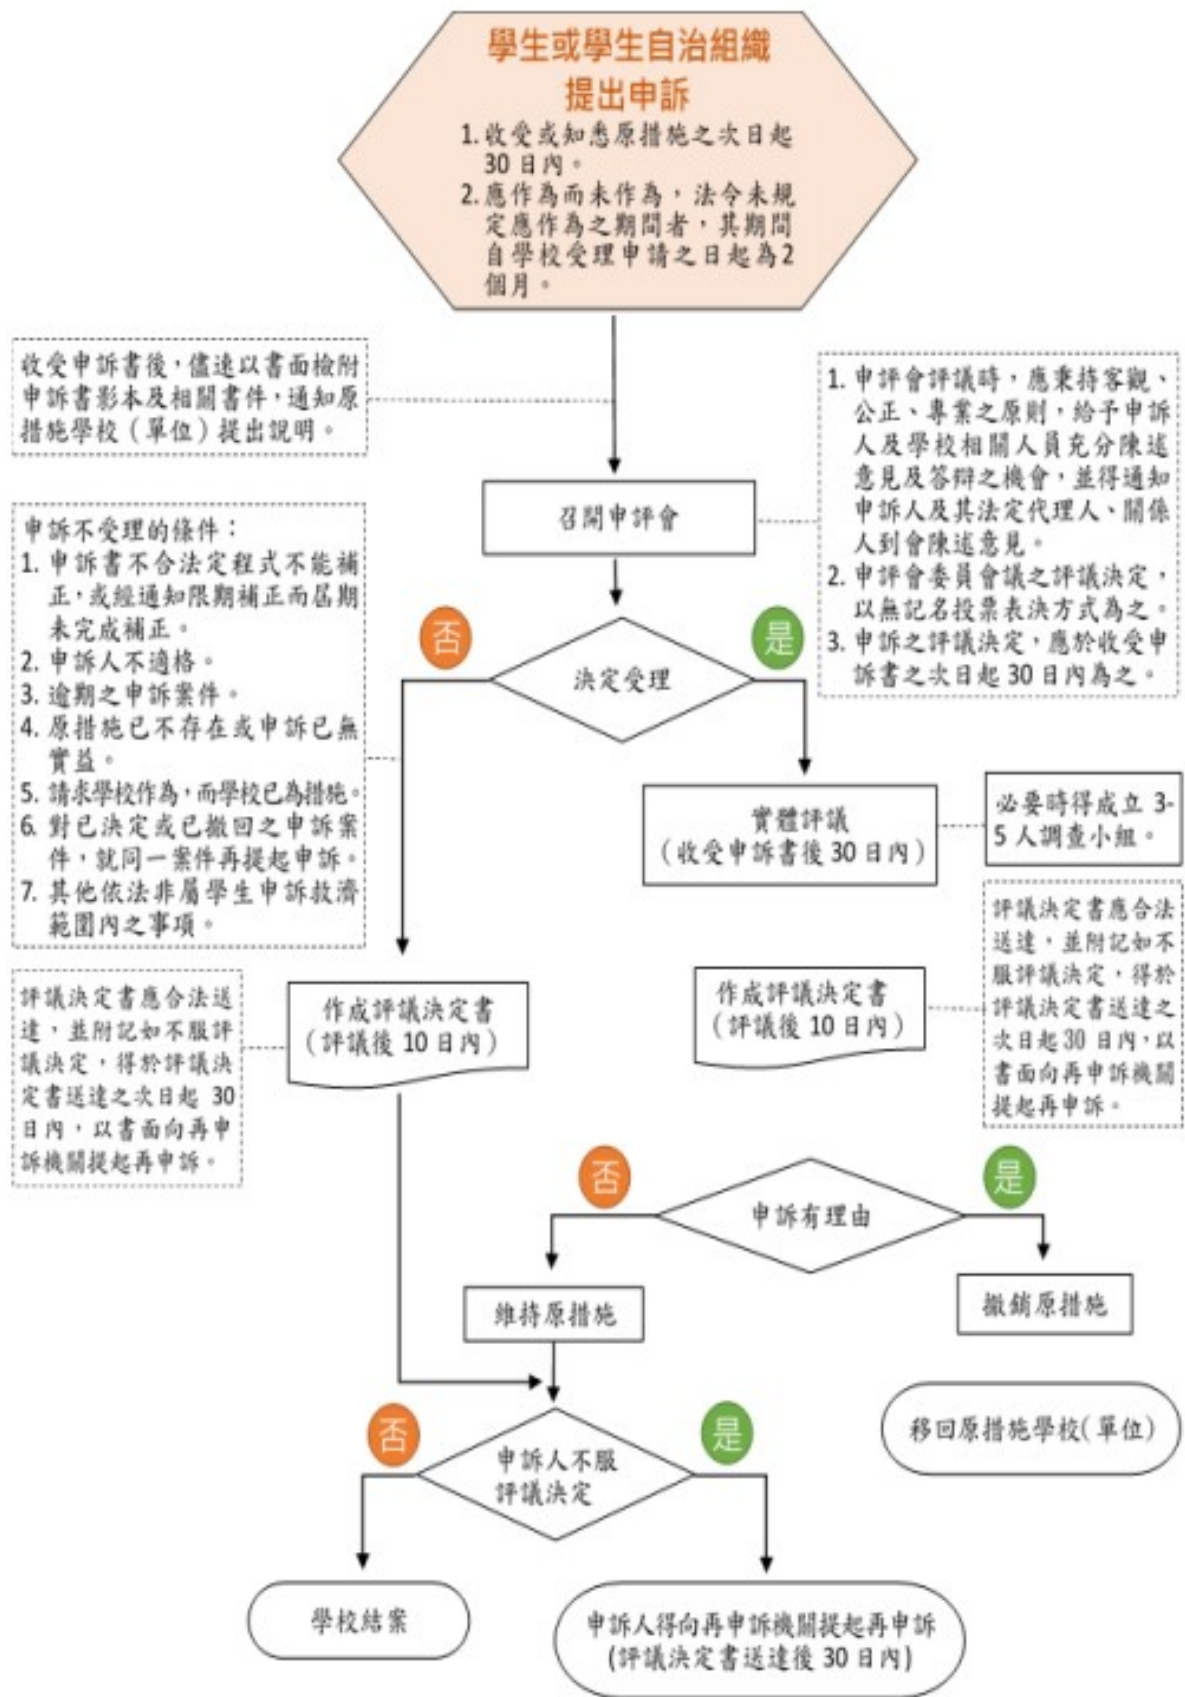 學生或學生自治組織
提出申訴
1. 收受或知悉原措施之次日起
30 日內。
2. 應作為而未作為，法令未規
定應作為之期間者，其期間
自學校受理申請之日起為2
個月。
收受申訴書後，儘速以書面檢附
申訴書影本及相關書件，通知原
措施學校（單位）提出說明。
1. 申評會評議時，應秉持客觀、
公正、專業之原則，給予申訴
人及學校相關人員充分陳述
意見及答辯之機會，並得通知
申訴人及其法定代理人、關係
人到會陳述意見。
2. 申評會委員會議之評議決定，
以無記名投票表決方式為之。
3. 申訴之評議決定，應於收受申
訴書之次日起 30 日內為之。
召開申評會
申訴不受理的條件：
1. 申訴書不合法定程式不能補
正，或經通知限期補正而屆期
未完成補正。
2. 申訴人不適格。
3. 逾期之申訴案件。
4. 原措施已不存在或申訴已無
實益。
5. 請求學校作為，而學校已為措施。
6. 對已決定或已撤回之申訴案
件，就同一案件再提起申訴。
7. 其他依法非屬學生申訴救濟
範圍內之事項。
否
是
決定受理
實體評議
（收受申訴書後 30 日內）
必要時得成立 3-
5 人調查小組。
評議決定書應合法送
達，並附記如不服評
議決定，得於評議決
定書送達之次日起 30
日內，以書面向再申
訴機關提起再申訴。
作成評議決定書
（評議後 10 日內）
作成評議決定書
（評議後 10 日內）
評議決定書應合法
送達，並附記如不
服評議決定，得於
評議決定書送達之
次日起 30 日內，以
書面向再申訴機關
提起再申訴。
否
是
申訴有理由
維持原措施
撤銷原措施
移回原措施學校(單位)
否
是
申訴人不服
評議決定
學校結案
申訴人得向再申訴機關提起再申訴
(評議決定書送達後 30 日內)